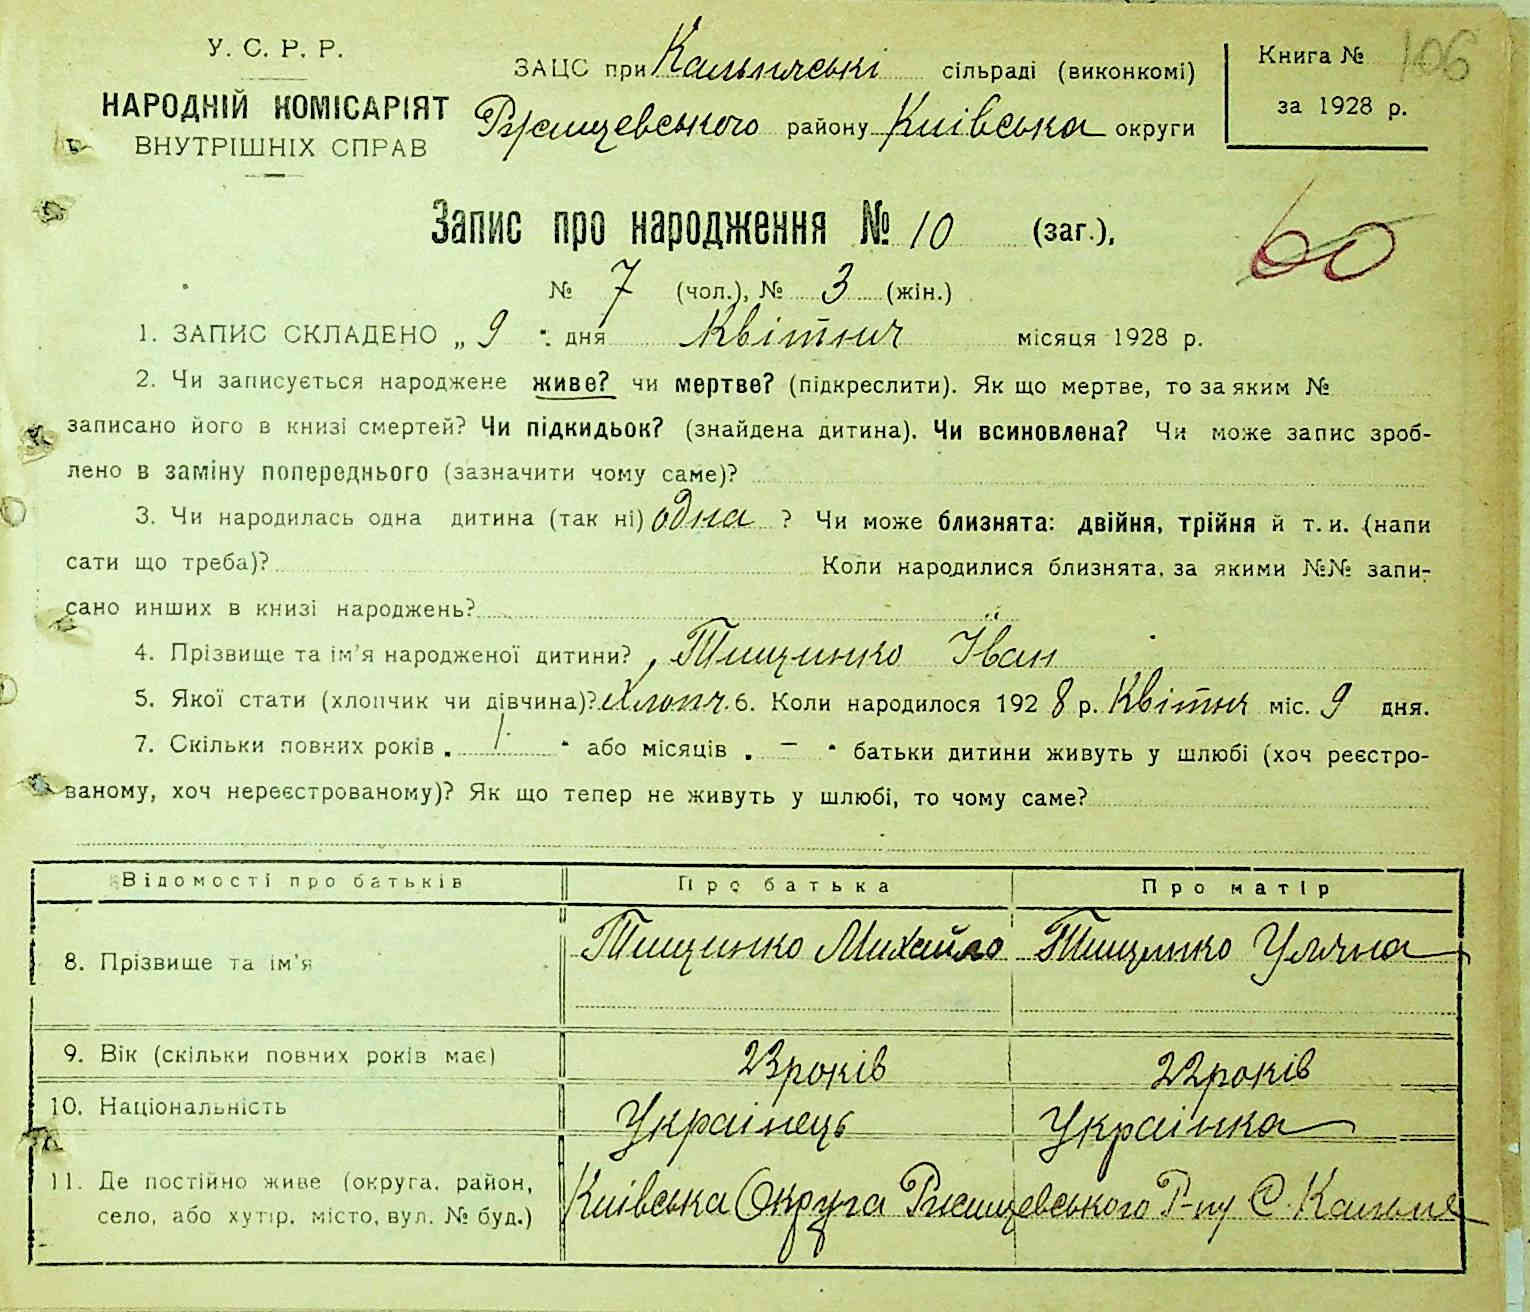 У. С. Р. Р.
НАРОДНІЙ КОМІСАРІЯТ
ВНУТРІШНІХ СПРАВ
ЗАЦС при сільраді (виконкомі)
Ржищевського району Київська округи
Книга № 106
за 1928 р.
Запис про народження № 10 (заг.),
60
№ 7 (чол.), № 3 (жін.)
1. ЗАПИС СКЛАДЕНО „ 9 " дня Квітня місяця 1928 р.
2. Чи записується народжене живе? чи мертве? (підкреслити). Як що мертве, то за яким №
записано його в книзі смертей? Чи підкидьок? (знайдена дитина). Чи всиновлена? Чи може запис зроб-
лено в заміну попереднього (зазначити чому саме)?
3. Чи народилась одна дитина (так ні) одна ? Чи може близнята: двійня, трійня й т. и. (напи
сати що треба)? Коли народилися близнята, за якими №№ запи-
сано инших в книзі народжень?
4. Прізвище та ім'я народженої дитини? Тищинко Іван
5. Якої стати (хлопчик чи дівчина)? Хлопч. 6. Коли народилося 1928 р. Квітня міс. 9 дня.
7. Скільки повних років „ 1 " або місяців „ — " батьки дитини живуть у шлюбі (хоч реєстро-
ваному, хоч нереєстрованому)? Як що тепер не живуть у шлюбі, то чому саме?
Відомості про батьків Про батька Про матір
8. Прізвище та ім'я Тищинко Михайло Тищинко Уляна
9. Вік (скільки повних років має) 23 років 22 років
10. Національність Українець Українка
11. Де постійно живе (округа, район,
село, або хутір, місто, вул. № буд.) Київська Округа Ржищевського Р-ну С.